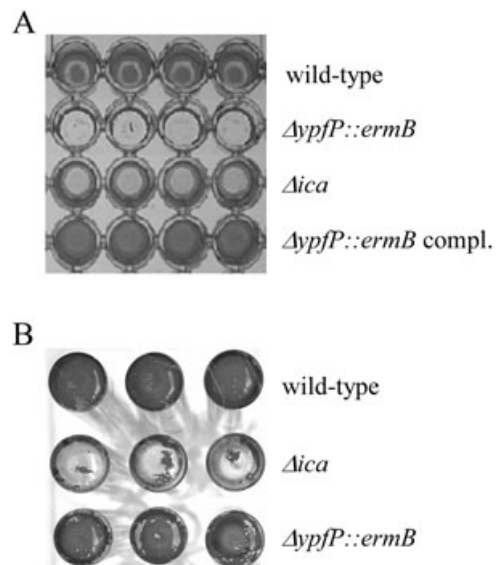 A
wild-type
ΔypfP::ermB
Δica
ΔypfP::ermB compl.
B
wild-type
Δica
ΔypfP::ermB